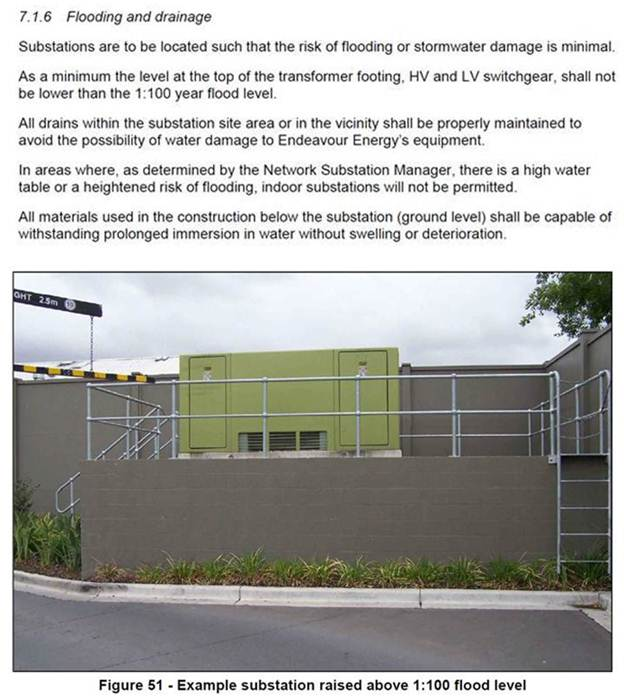 7.1.6 Flooding and drainage
Substations are to be located such that the risk of flooding or stormwater damage is minimal.
As a minimum the level at the top of the transformer footing, HV and LV switchgear, shall not
be lower than the 1:100 year flood level.
All drains within the substation site area or in the vicinity shall be properly maintained to
avoid the possibility of water damage to Endeavour Energy's equipment.
In areas where, as determined by the Network Substation Manager, there is a high water
table or a heightened risk of flooding, indoor substations will not be permitted.
All materials used in the construction below the substation (ground level) shall be capable of
withstanding prolonged immersion in water without swelling or deterioration.
GHT 2.5m
Figure 51 - Example substation raised above 1:100 flood level